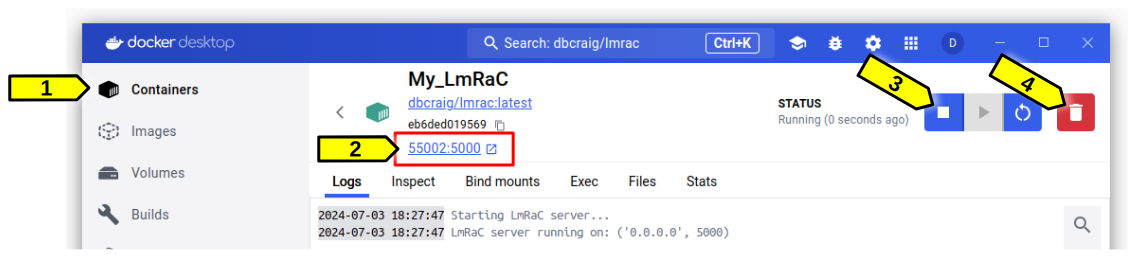 docker desktop
Search: dbcraig/lmrac
Ctrl+K
D
1
Containers
Images
Volumes
Builds
My_LmRaC
dbcraig/lmrac:latest
eb6ded019569
2
55002:5000
STATUS
Running (0 seconds ago)
3
4
Logs Inspect Bind mounts Exec Files Stats
2024-07-03 18:27:47 Starting LmRaC server...
2024-07-03 18:27:47 LmRaC server running on: ('0.0.0.0', 5000)